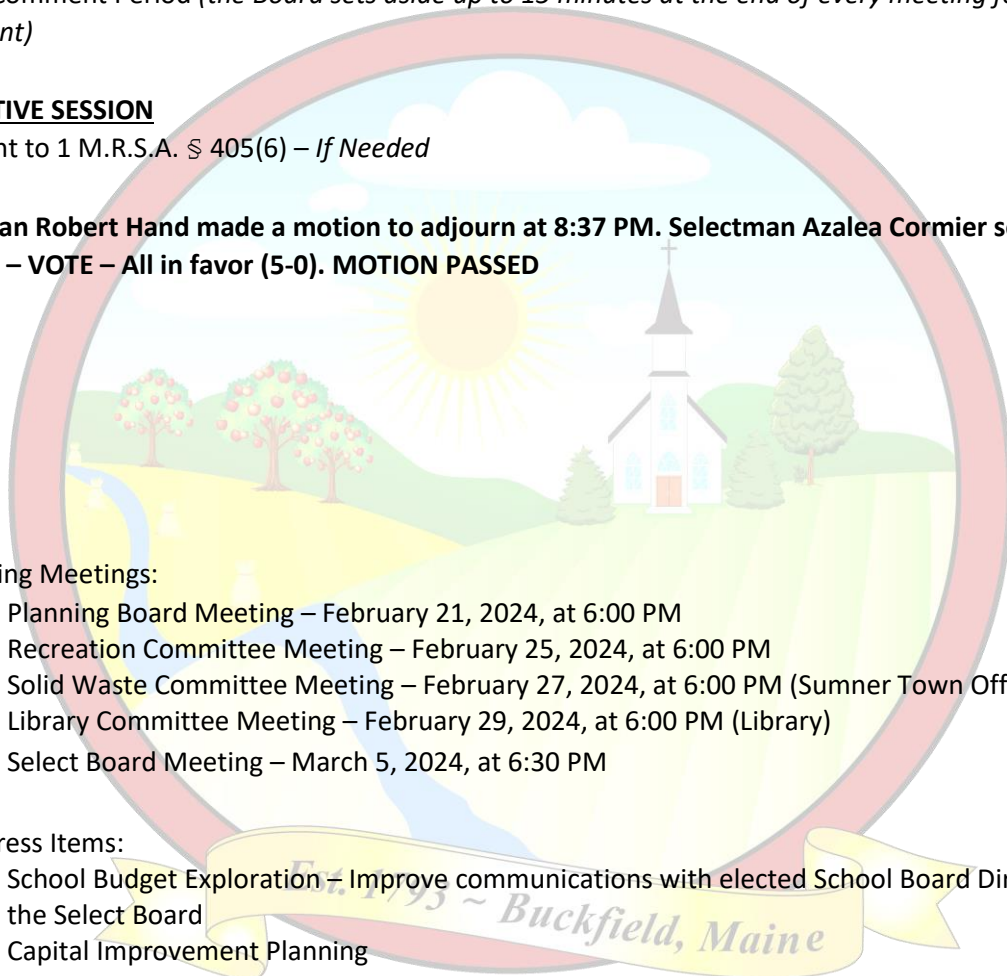 omment Period (the Board sets aside up to 15 minutes at the end of every meeting fo
nt)
TIVE SESSION
nt to 1 M.R.S.A. § 405(6) – If Needed
an Robert Hand made a motion to adjourn at 8:37 PM. Selectman Azalea Cormier s
– VOTE – All in favor (5-0). MOTION PASSED
ing Meetings:
Planning Board Meeting – February 21, 2024, at 6:00 PM
Recreation Committee Meeting – February 25, 2024, at 6:00 PM
Solid Waste Committee Meeting – February 27, 2024, at 6:00 PM (Sumner Town Off
Library Committee Meeting – February 29, 2024, at 6:00 PM (Library)
Select Board Meeting – March 5, 2024, at 6:30 PM
ress Items:
School Budget Exploration – Improve communications with elected School Board Di
the Select Board
Capital Improvement Planning
Est. 1793 ~ Buckfield, Maine